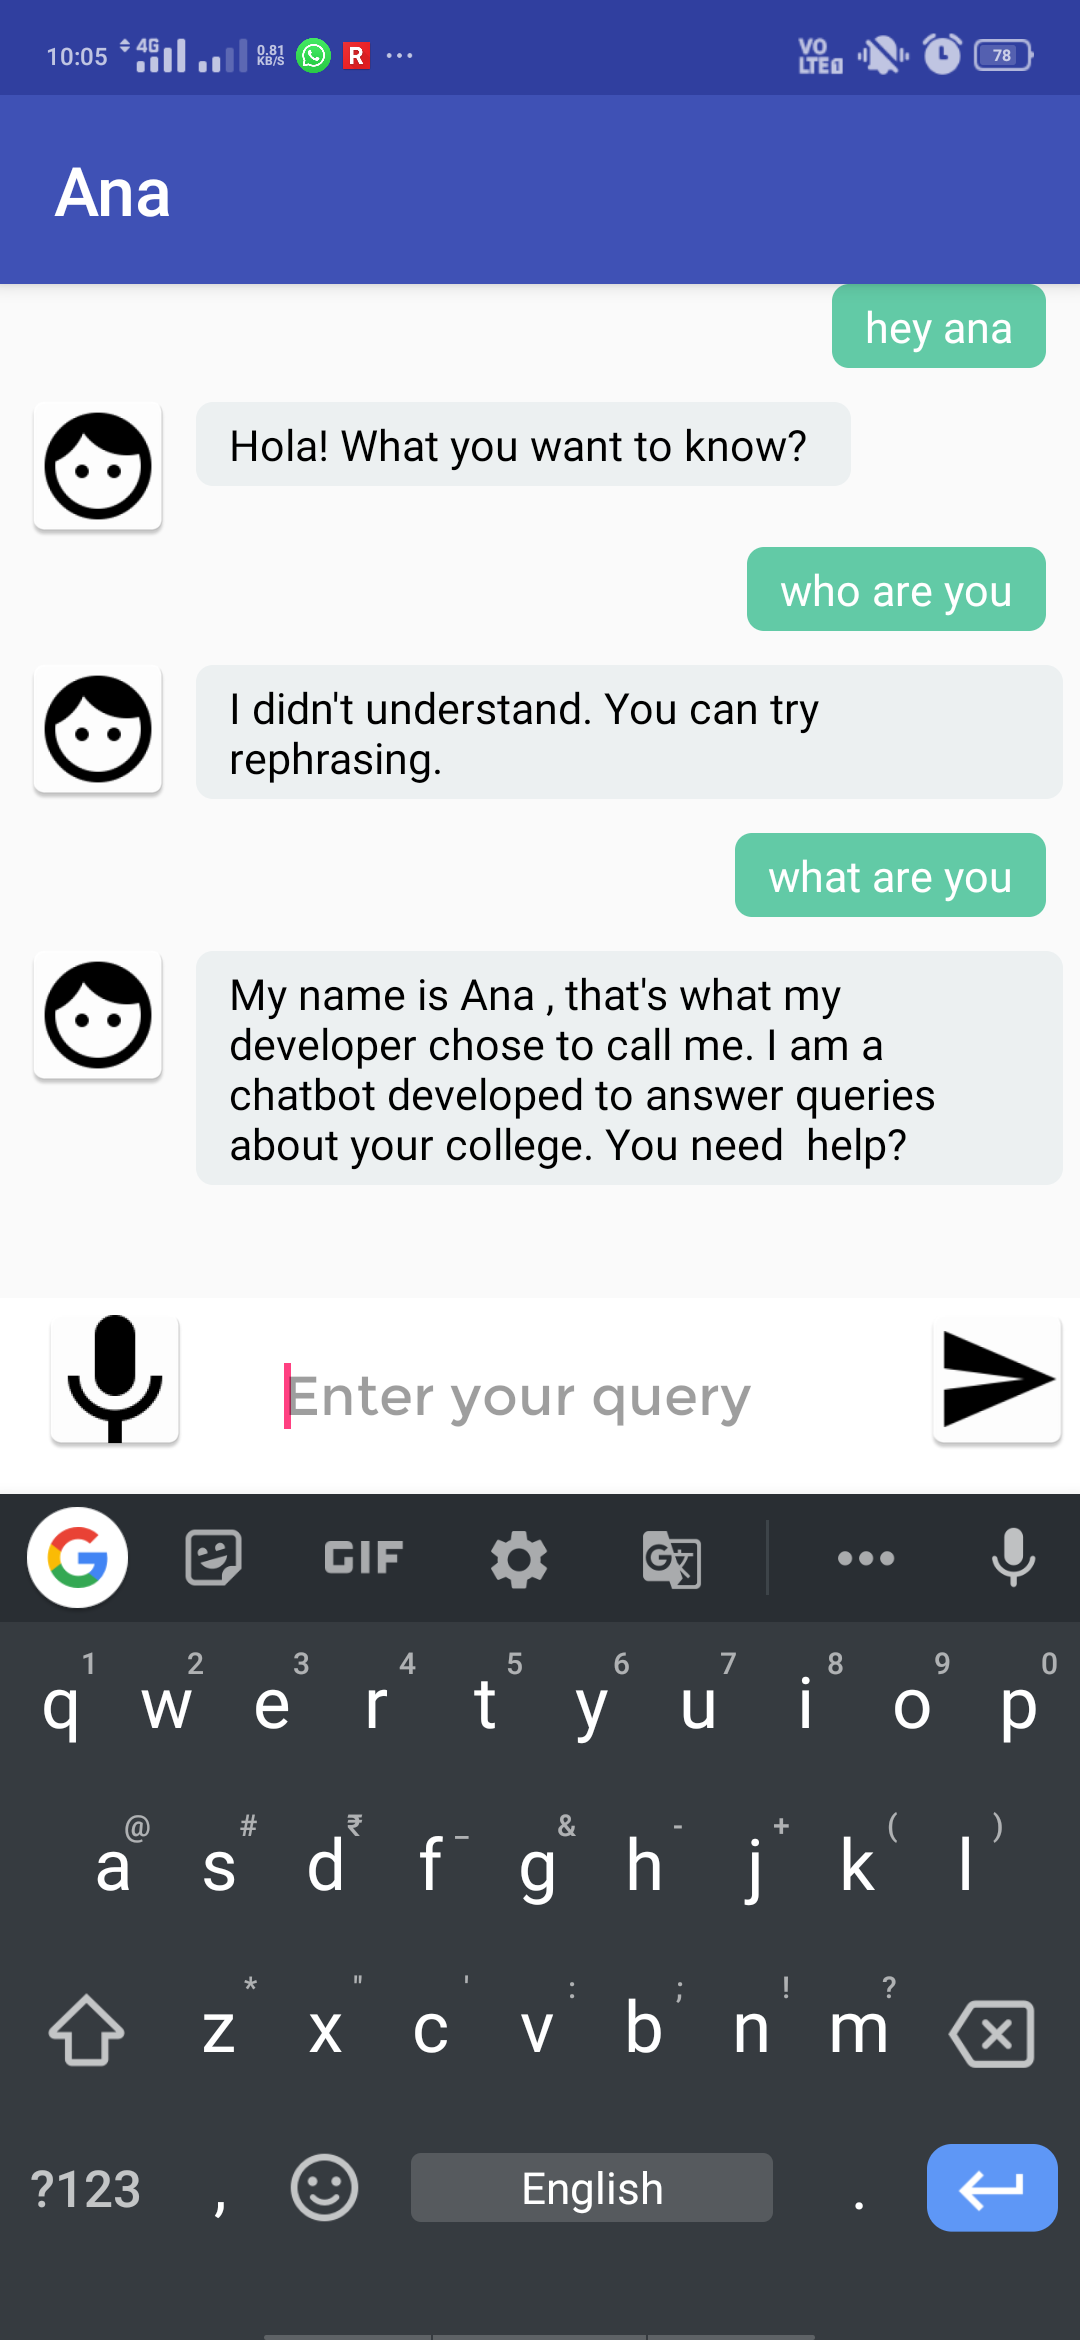 10:05 4G 0.81 KB/S R ... VO LTE 1 78
Ana
hey ana
Hola! What you want to know?
who are you
I didn't understand. You can try
rephrasing.
what are you
My name is Ana , that's what my
developer chose to call me. I am a
chatbot developed to answer queries
about your college. You need  help?
Enter your query
G GIF G文 ...
1 2 3 4 5 6 7 8 9 0
q w e r t y u i o p
@ # ₹ _ & - + ( )
a s d f g h j k l
* " ' : ; ! ?
z x c v b n m
?123 , English .